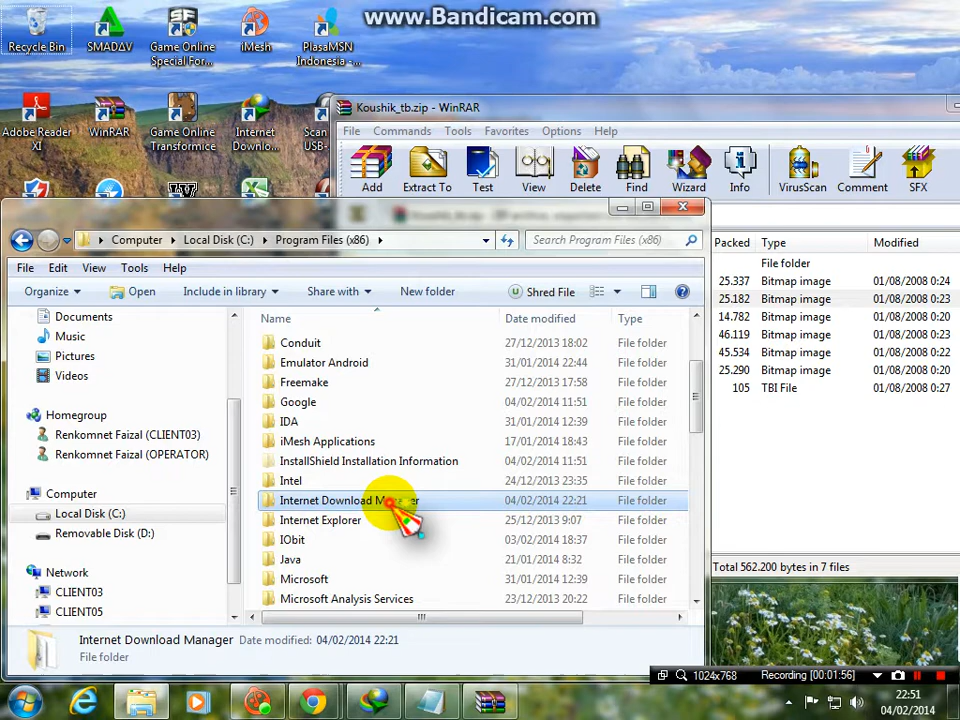 www.Bandicam.com
Recycle Bin
SMADΔV
Game Online
Special For...
iMesh
PlasaMSN
Indonesia -...
Adobe Reader
XI
WinRAR
Game Online
Transformice
Internet
Downlo...
Scan
USB-
Koushik_tb.zip - WinRAR
File Commands Tools Favorites Options Help
Add Extract To Test View Delete Find Wizard Info VirusScan Comment SFX
Computer Local Disk (C:) Program Files (x86)
Search Program Files (x86)
File Edit View Tools Help
Organize Open Include in library Share with New folder Shred File
Documents
Music
Pictures
Videos
Homegroup
Renkomnet Faizal (CLIENT03)
Renkomnet Faizal (OPERATOR)
Computer
Local Disk (C:)
Removable Disk (D:)
Network
CLIENT03
CLIENT05
Name Date modified Type
Conduit 27/12/2013 18:02 File folder
Emulator Android 31/01/2014 22:44 File folder
Freemake 27/12/2013 17:58 File folder
Google 04/02/2014 11:51 File folder
IDA 31/01/2014 12:39 File folder
iMesh Applications 17/01/2014 18:43 File folder
InstallShield Installation Information 04/02/2014 11:51 File folder
Intel 24/12/2013 23:35 File folder
Internet Download Manager 04/02/2014 22:21 File folder
Internet Explorer 25/12/2013 9:07 File folder
IObit 03/02/2014 18:37 File folder
Java 21/01/2014 8:32 File folder
Microsoft 31/01/2014 12:39 File folder
Microsoft Analysis Services 23/12/2013 20:22 File folder
Internet Download Manager Date modified: 04/02/2014 22:21
File folder
Packed Type Modified
File folder
25.337 Bitmap image 01/08/2008 0:24
25.182 Bitmap image 01/08/2008 0:23
14.782 Bitmap image 01/08/2008 0:20
46.119 Bitmap image 01/08/2008 0:23
45.534 Bitmap image 01/08/2008 0:22
25.290 Bitmap image 01/08/2008 0:20
105 TBI File 01/08/2008 0:27
Total 562.200 bytes in 7 files
1024x768 Recording [00:01:56]
22:51
04/02/2014